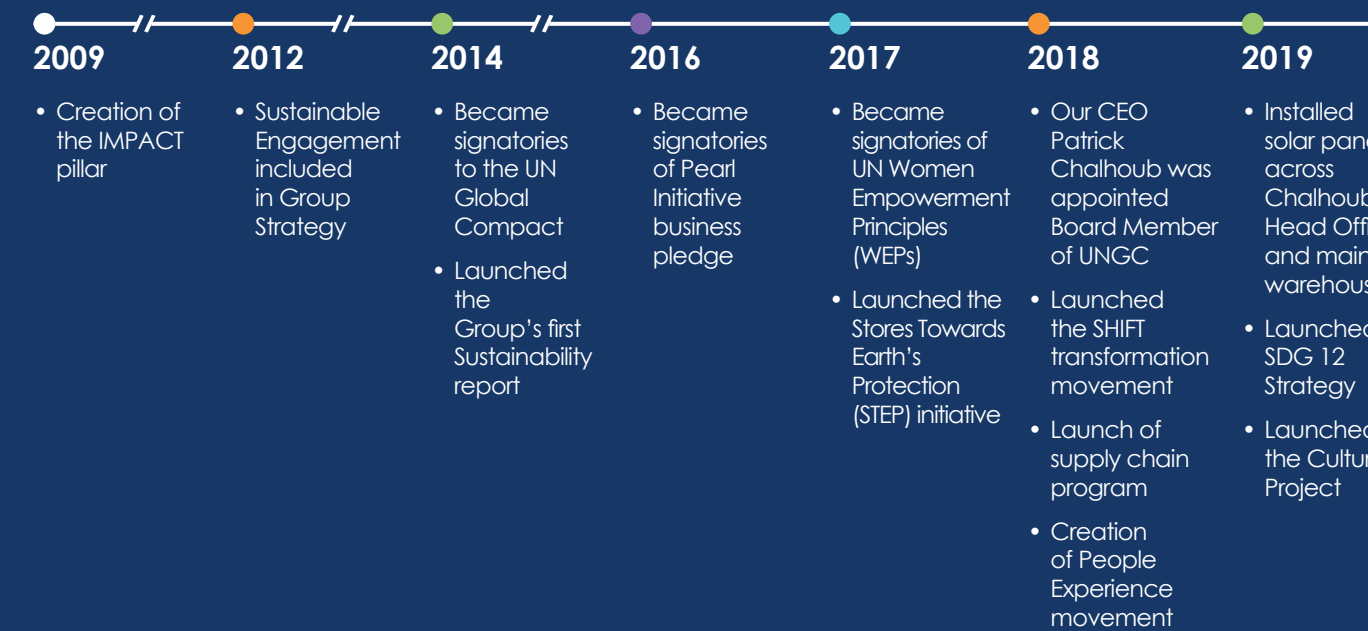 2009
• Creation of
the IMPACT
pillar
2012
• Sustainable
Engagement
included
in Group
Strategy
2014
• Became
signatories
to the UN
Global
Compact
• Launched
the
Group's first
Sustainability
report
2016
• Became
signatories
of Pearl
Initiative
business
pledge
2017
• Became
signatories of
UN Women
Empowerment
Principles
(WEPs)
• Launched the
Stores Towards
Earth's
Protection
(STEP) initiative
2018
• Our CEO
Patrick
Chalhoub was
appointed
Board Member
of UNGC
• Launched
the SHIFT
transformation
movement
• Launch of
supply chain
program
• Creation
of People
Experience
movement
2019
• Installed
solar
across
Chalhoub
Head
and main
• 
SDG 12
Strategy
• 
the
Project